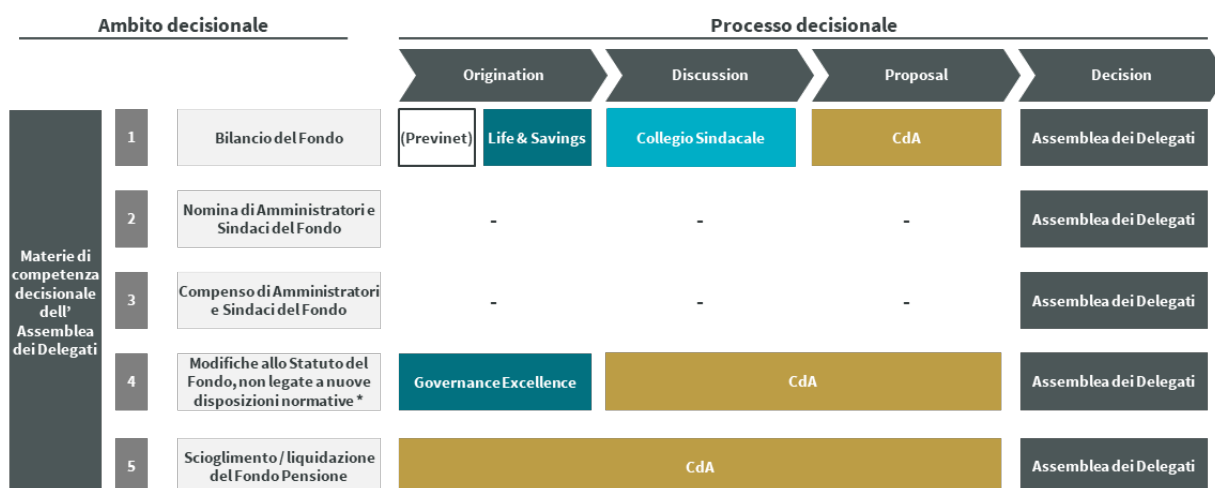 Ambito decisionale
Processo decisionale
Origination
Discussion
Proposal
Decision
Materie di
competenza
decisionale
dell’
Assemblea
dei Delegati
1
Bilancio del Fondo
(Previnet)
Life & Savings
Collegio Sindacale
CdA
Assemblea dei Delegati
2
Nomina di Amministratori e
Sindaci del Fondo
-
-
-
Assemblea dei Delegati
3
Compenso di Amministratori
e Sindaci del Fondo
-
-
-
Assemblea dei Delegati
4
Modifiche allo Statuto del
Fondo, non legate a nuove
disposizioni normative *
Governance Excellence
CdA
Assemblea dei Delegati
5
Scioglimento / liquidazione
del Fondo Pensione
CdA
Assemblea dei Delegati